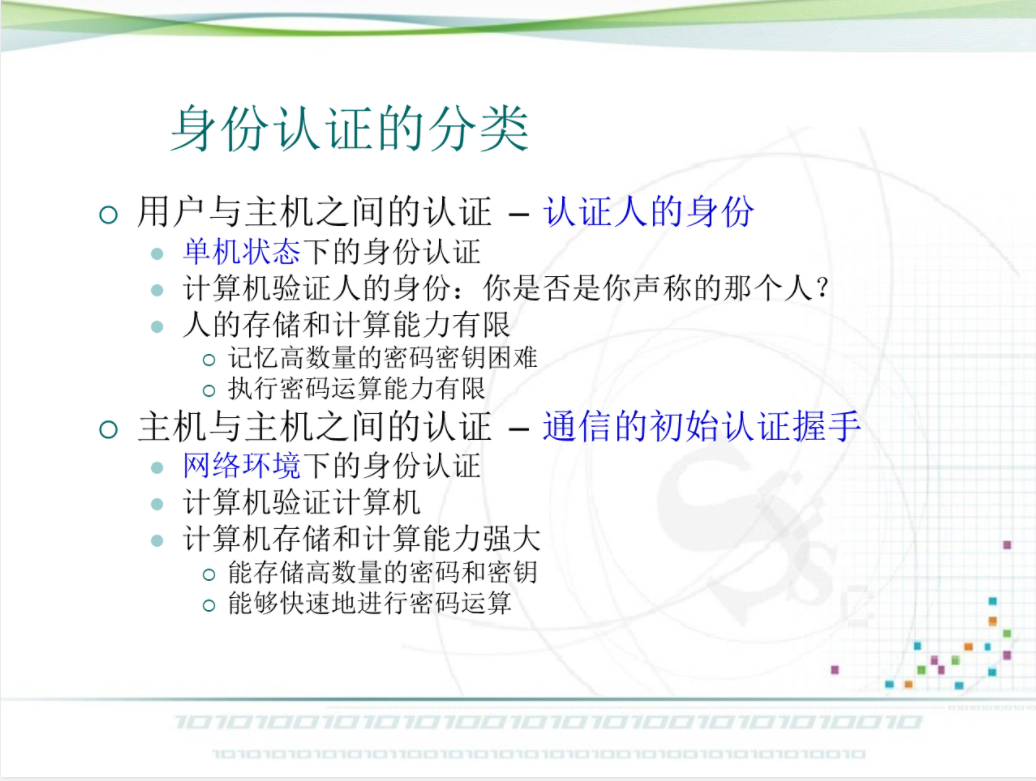 身份认证的分类
用户与主机之间的认证 – 认证人的身份
单机状态下的身份认证
计算机验证人的身份：你是否是你声称的那个人？
人的存储和计算能力有限
记忆高数量的密码密钥困难
执行密码运算能力有限
主机与主机之间的认证 – 通信的初始认证握手
网络环境下的身份认证
计算机验证计算机
计算机存储和计算能力强大
能存储高数量的密码和密钥
能够快速地进行密码运算